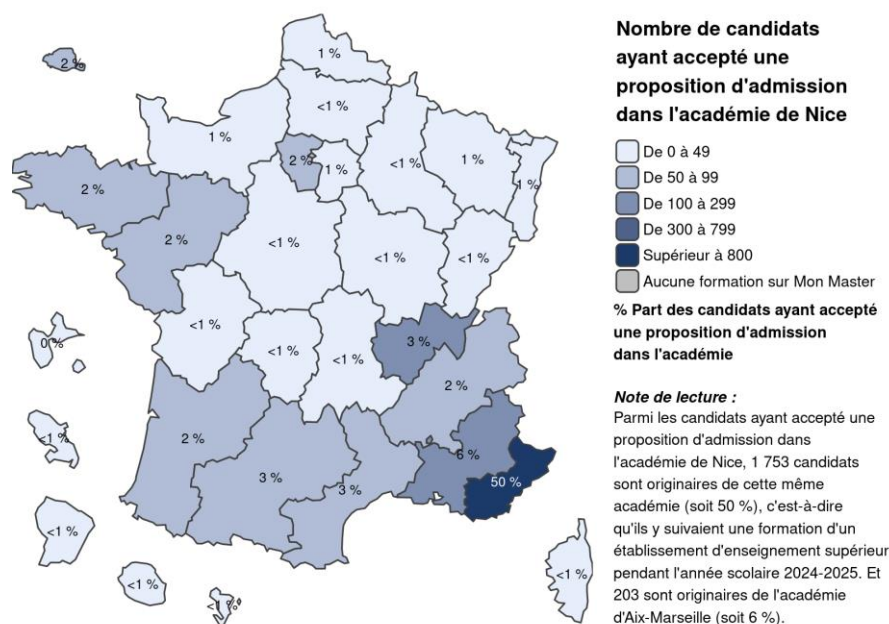 Nombre de candidats
ayant accepté une
proposition d'admission
dans l'académie de Nice
De 0 à 49
De 50 à 99
De 100 à 299
De 300 à 799
Supérieur à 800
Aucune formation sur Mon Master
% Part des candidats ayant accepté
une proposition d'admission
dans l'académie
Note de lecture :
Parmi les candidats ayant accepté une
proposition d'admission dans
l'académie de Nice, 1 753 candidats
sont originaires de cette même
académie (soit 50 %), c'est-à-dire
qu'ils y suivaient une formation d'un
établissement d'enseignement supérieur
pendant l'année scolaire 2024-2025. Et
203 sont originaires de l'académie
d'Aix-Marseille (soit 6 %).
1 %
2 %
<1 %
1 %
2 %
1 %
<1 %
1 %
1 %
2 %
2 %
<1 %
<1 %
<1 %
<1 %
0 %
<1 %
<1 %
3 %
2 %
<1 %
2 %
3 %
3 %
6 %
50 %
<1 %
<1 %
<1 %
<1 %